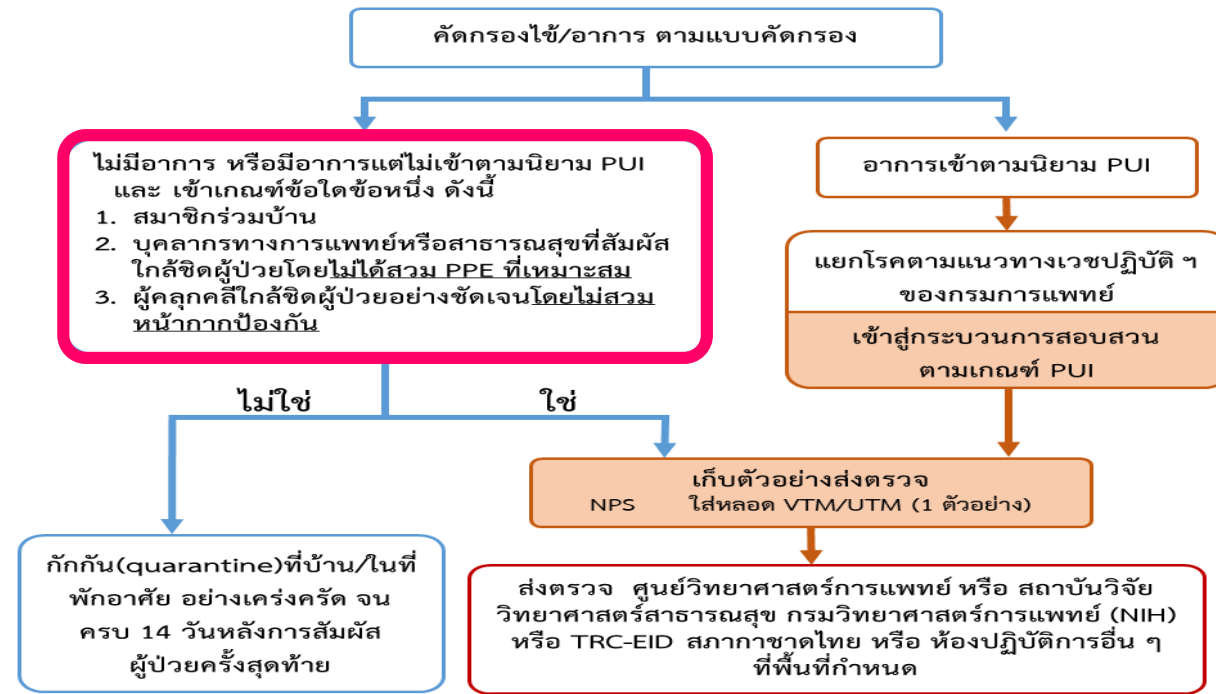 คัดกรองไข้/อาการ ตามแบบคัดกรอง
ไม่มีอาการ หรือมีอาการแต่ไม่เข้าตามนิยาม PUI
และ เข้าเกณฑ์ข้อใดข้อหนึ่ง ดังนี้
1. สมาชิกร่วมบ้าน
2. บุคลากรทางการแพทย์หรือสาธารณสุขที่สัมผัส
ใกล้ชิดผู้ป่วยโดยไม่ได้สวม PPE ที่เหมาะสม
3. ผู้คลุกคลีใกล้ชิดผู้ป่วยอย่างชัดเจนโดยไม่สวม
หน้ากากป้องกัน
อาการเข้าตามนิยาม PUI
แยกโรคตามแนวทางเวชปฏิบัติ ฯ
ของกรมการแพทย์
เข้าสู่กระบวนการสอบสวน
ตามเกณฑ์ PUI
ไม่ใช่
ใช่
เก็บตัวอย่างส่งตรวจ
NPS ใส่หลอด VTM/UTM (1 ตัวอย่าง)
กักกัน(quarantine)ที่บ้าน/ในที่
พักอาศัย อย่างเคร่งครัด จน
ครบ 14 วันหลังการสัมผัส
ผู้ป่วยครั้งสุดท้าย
ส่งตรวจ ศูนย์วิทยาศาสตร์การแพทย์ หรือ สถาบันวิจัย
วิทยาศาสตร์สาธารณสุข กรมวิทยาศาสตร์การแพทย์ (NIH)
หรือ TRC-EID สภากาชาดไทย หรือ ห้องปฏิบัติการอื่น ๆ
ที่พื้นที่กำหนด